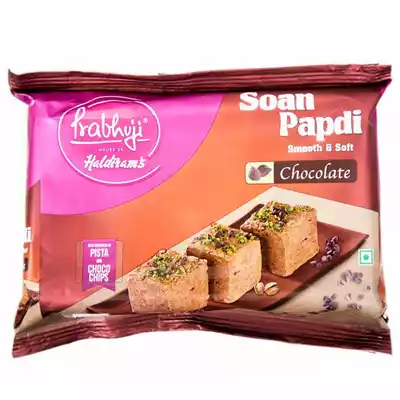 Prabhuji®
HOUSE OF
Haldiram's
Soan
Papdi
Smooth & Soft
Chocolate
PISTA
CHOCO
CHIPS